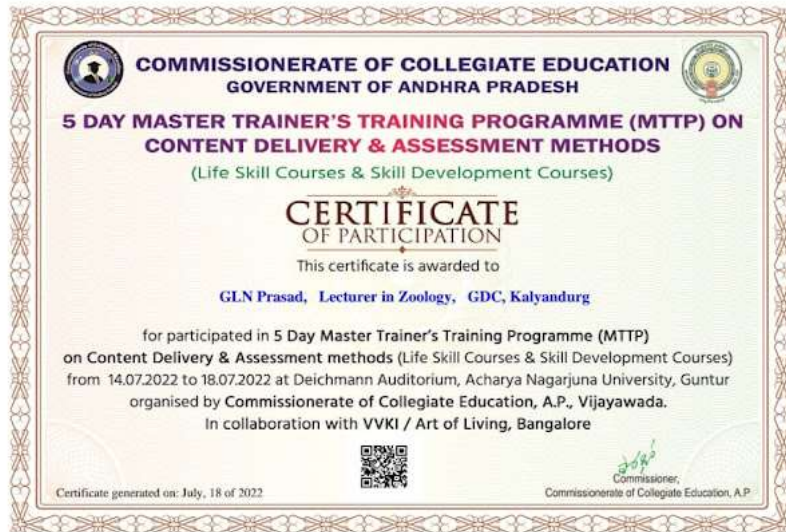 COMMISSIONERATE OF COLLEGIATE EDUCATION
GOVERNMENT OF ANDHRA PRADESH
5 DAY MASTER TRAINER'S TRAINING PROGRAMME (MTTP) ON
CONTENT DELIVERY & ASSESSMENT METHODS
(Life Skill Courses & Skill Development Courses)
CERTIFICATE
OF PARTICIPATION
This certificate is awarded to
GLN Prasad, Lecturer in Zoology, GDC, Kalyandurg
for participated in 5 Day Master Trainer's Training Programme (MTTP)
on Content Delivery & Assessment methods (Life Skill Courses & Skill Development Courses)
from 14.07.2022 to 18.07.2022 at Deichmann Auditorium, Acharya Nagarjuna University, Guntur
organised by Commissionerate of Collegiate Education, A.P., Vijayawada.
In collaboration with VVKI / Art of Living, Bangalore
Certificate generated on: July, 18 of 2022
Commissioner,
Commissionerate of Collegiate Education, A.P